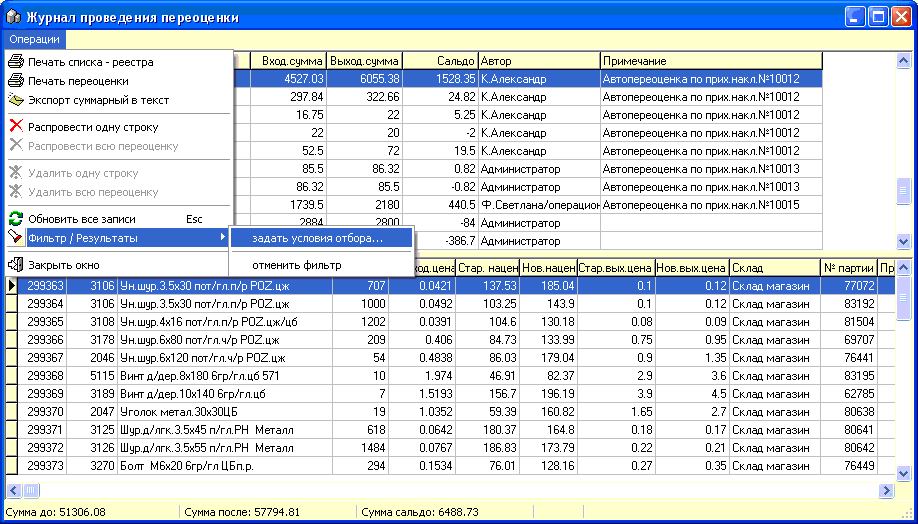 Журнал проведения переоценки
Операции
Печать списка - реестра
Печать переоценки
Экспорт суммарный в текст
Распровести одну строку
Распровести всю переоценку
Удалить одну строку
Удалить всю переоценку
Обновить все записи Esc
Фильтр / Результаты
Закрыть окно
задать условия отбора...
отменить фильтр
Вход.сумма Выход.сумма Сальдо Автор Примечание
4527.03 6055.38 1528.35 К.Александр Автопереоценка по прих.накл.№10012
297.84 322.66 24.82 К.Александр Автопереоценка по прих.накл.№10012
16.75 22 5.25 К.Александр Автопереоценка по прих.накл.№10012
22 20 -2 К.Александр Автопереоценка по прих.накл.№10012
52.5 72 19.5 К.Александр Автопереоценка по прих.накл.№10012
85.5 86.32 0.82 Администратор Автопереоценка по прих.накл.№10013
86.32 85.5 -0.82 Администратор Автопереоценка по прих.накл.№10013
1739.5 2180 440.5 Ф.Светлана/операцион Автопереоценка по прих.накл.№10015
2884 2800 -84 Администратор
-386.7 Администратор
од.цена Стар. нацен Нов.нацен Стар.вых.цена Нов.вых.цена Склад № партии Пр
299363 3106 Ун.шур.3.5х30 пот/гл.п/р POZ.цж 707 0.0421 137.53 185.04 0.1 0.12 Склад магазин 77072
299364 3105 Ун.шур.3.5х30 пот/гл.п/р POZ.цж 1000 0.0492 103.25 143.9 0.1 0.12 Склад магазин 83192
299365 3108 Ун.шур.4х16 пот/гл.п/р POZ.цж/цб 1202 0.0391 104.6 130.18 0.08 0.09 Склад магазин 81504
299366 3178 Ун.шур.6х80 пот/гл.ч/р POZ.цж 209 0.406 84.73 133.99 0.75 0.95 Склад магазин 69707
299367 2046 Ун.шур.6х120 пот/гл.ч/р POZ.цж 54 0.4838 86.03 179.04 0.9 1.35 Склад магазин 76441
299368 5115 Винт д/дер.8х180 6гр/гл.цб 571 10 1.974 46.91 82.37 2.9 3.6 Склад магазин 83195
299369 3189 Винт д/дер.10х140 6гр/гл.цб 7 1.5193 156.7 196.19 3.9 4.5 Склад магазин 62785
299370 2047 Уголок метал.30х30ЦБ 19 1.0352 59.39 160.82 1.65 2.7 Склад магазин 80638
299371 3125 Шур.д/лгк.3.5х45 п/гл.PH Металл 618 0.0642 180.37 164.8 0.18 0.17 Склад магазин 80641
299372 3126 Шур.д/лгк.3.5х55 п/гл.PH Металл 1484 0.0767 186.83 173.79 0.22 0.21 Склад магазин 80642
299373 3270 Болт М6х20 6гр/гл ЦБп.р. 294 0.1534 76.01 128.16 0.27 0.35 Склад магазин 76449
Сумма до: 51306.08 Сумма после: 57794.81 Сумма сальдо: 6488.73